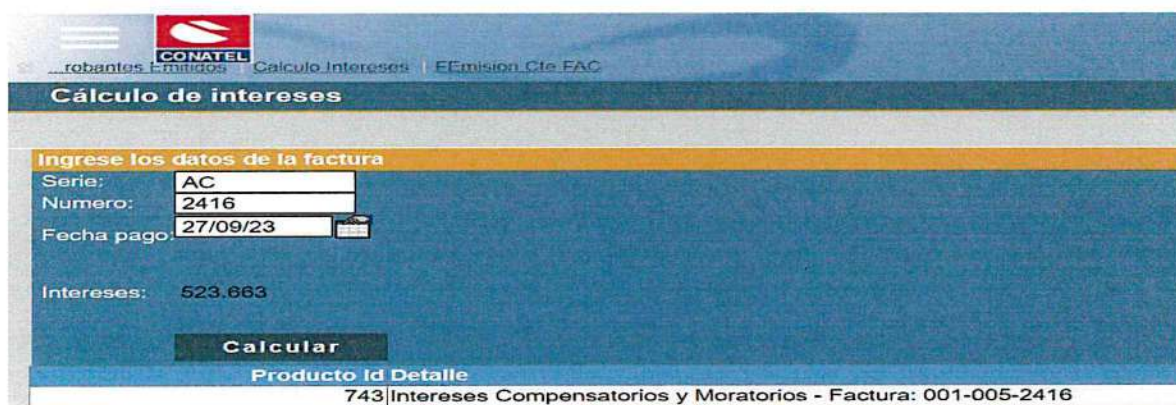 CONATEL
...robantes Emitidos | Calculo Intereses | EEmision Cte FAC
Cálculo de intereses
Ingrese los datos de la factura
Serie: AC
Numero: 2416
Fecha pago: 27/09/23
Intereses: 523.663
Calcular
Producto Id Detalle
743 Intereses Compensatorios y Moratorios - Factura: 001-005-2416